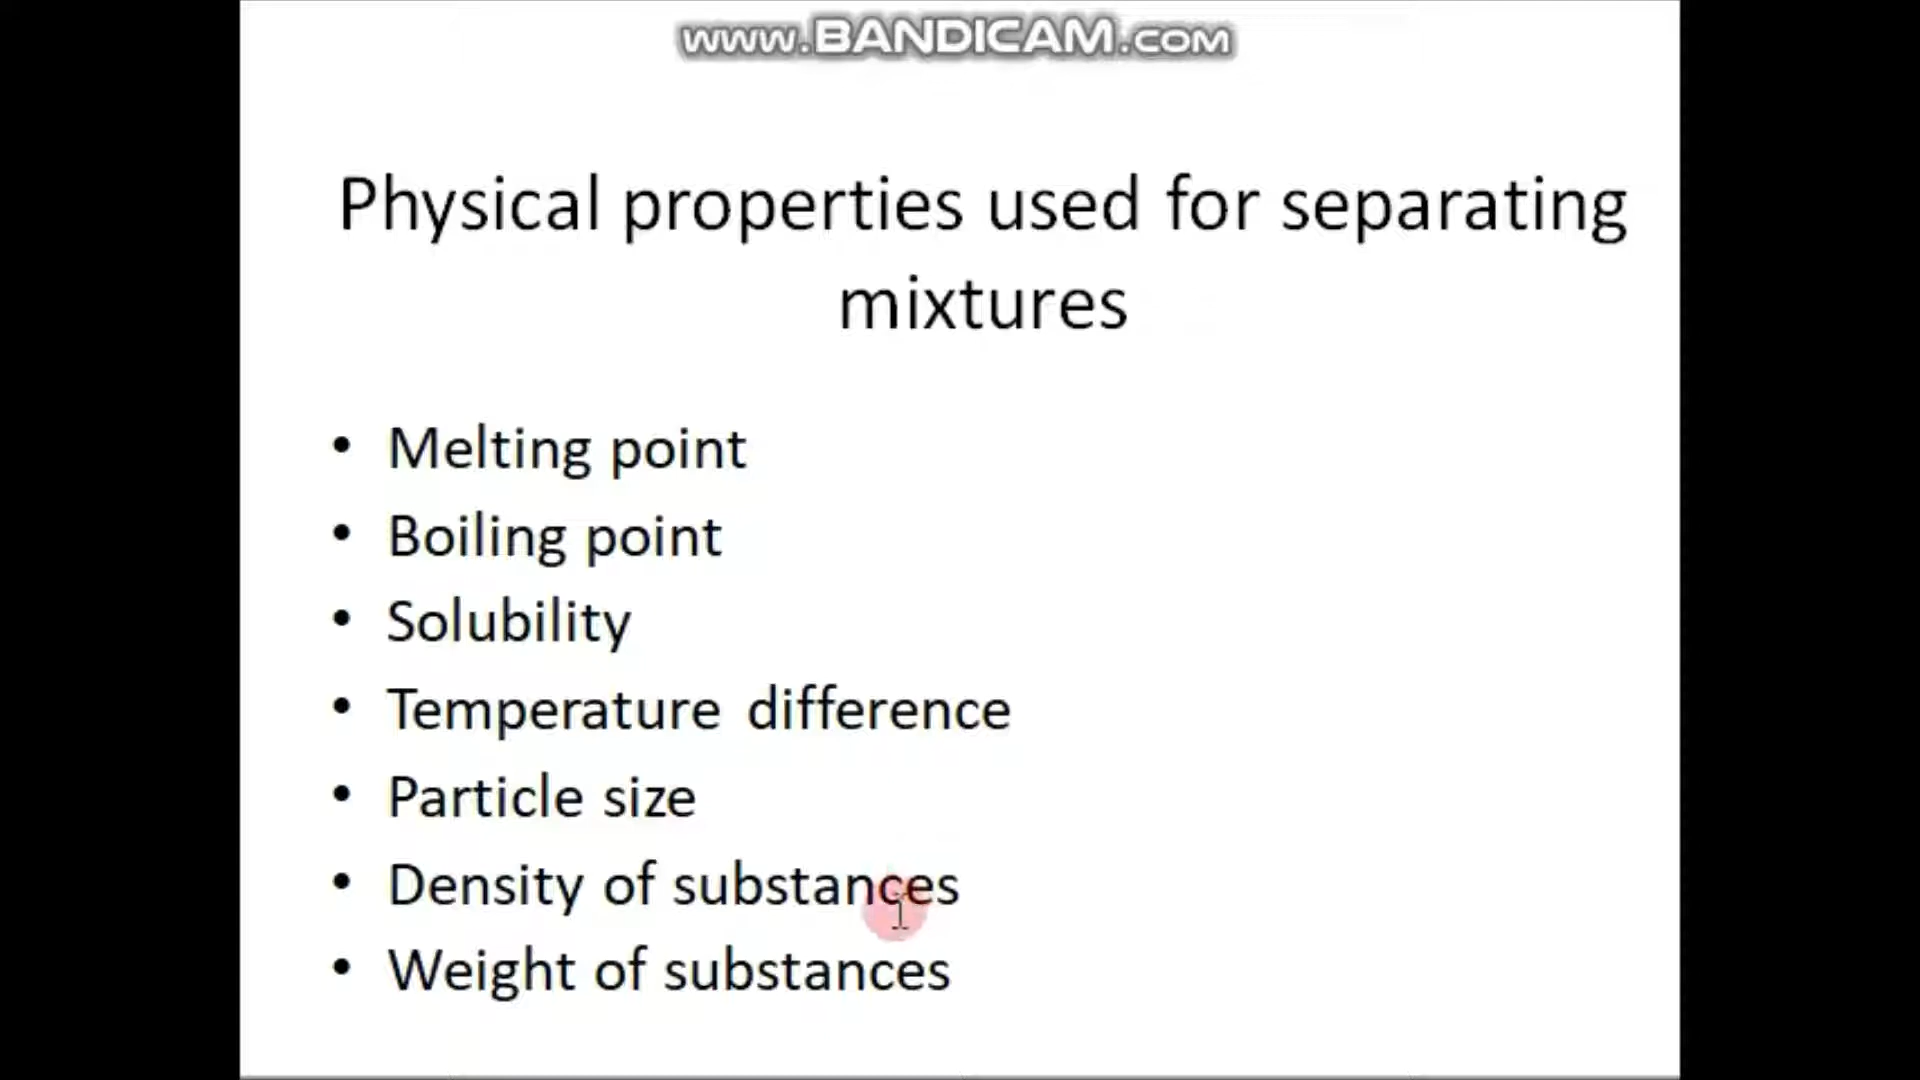 www.BANDICAM.com
Physical properties used for separating
mixtures
• Melting point
• Boiling point
• Solubility
• Temperature difference
• Particle size
• Density of substances
• Weight of substances